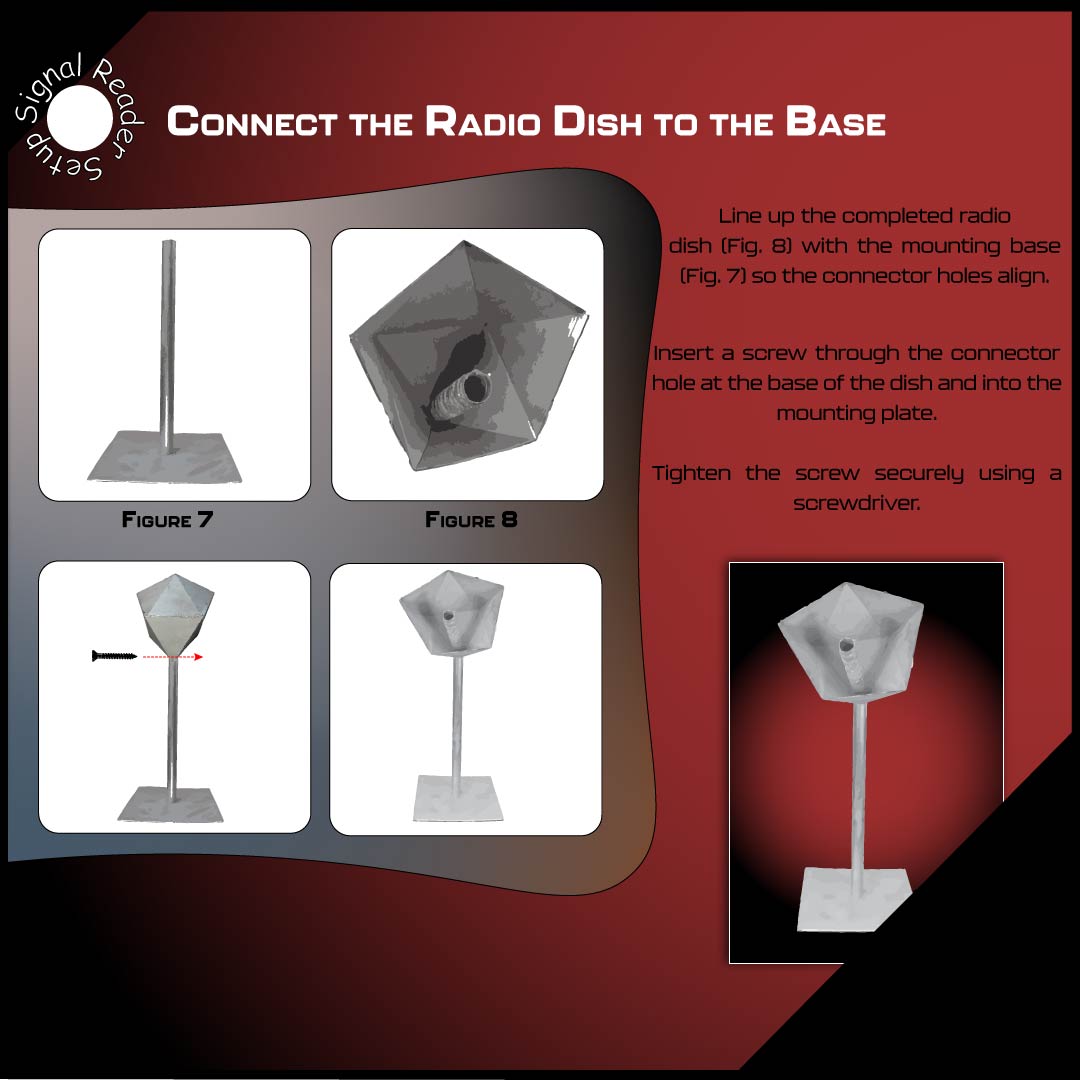 Signal Reader Setup
Connect the Radio Dish to the Base
Line up the completed radio
dish (Fig. 8) with the mounting base
(Fig. 7) so the connector holes align.
Insert a screw through the connector
hole at the base of the dish and into the
mounting plate.
Tighten the screw securely using a
screwdriver.
Figure 7
Figure 8